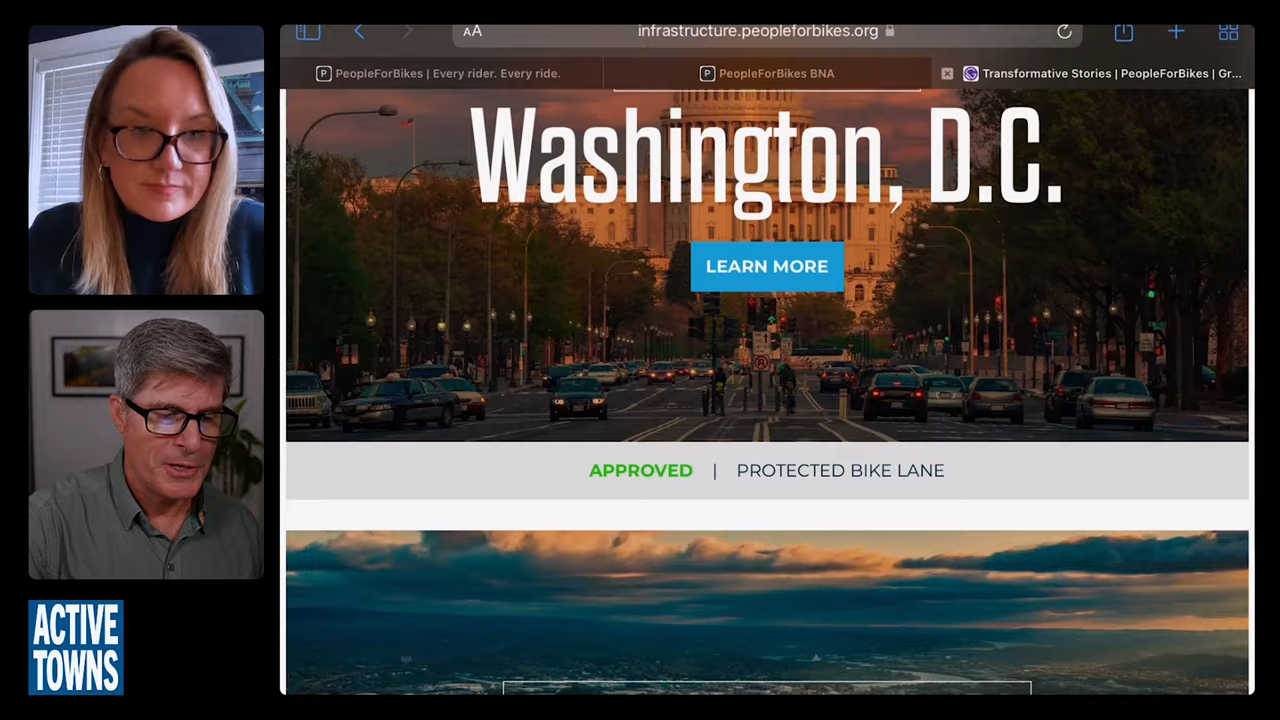 AA
infrastructure.peopleforbikes.org
PeopleForBikes | Every rider. Every ride.
PeopleForBikes BNA
Transformative Stories | PeopleForBikes | Gr...
Washington, D.C.
LEARN MORE
APPROVED | PROTECTED BIKE LANE
ACTIVE
TOWNS